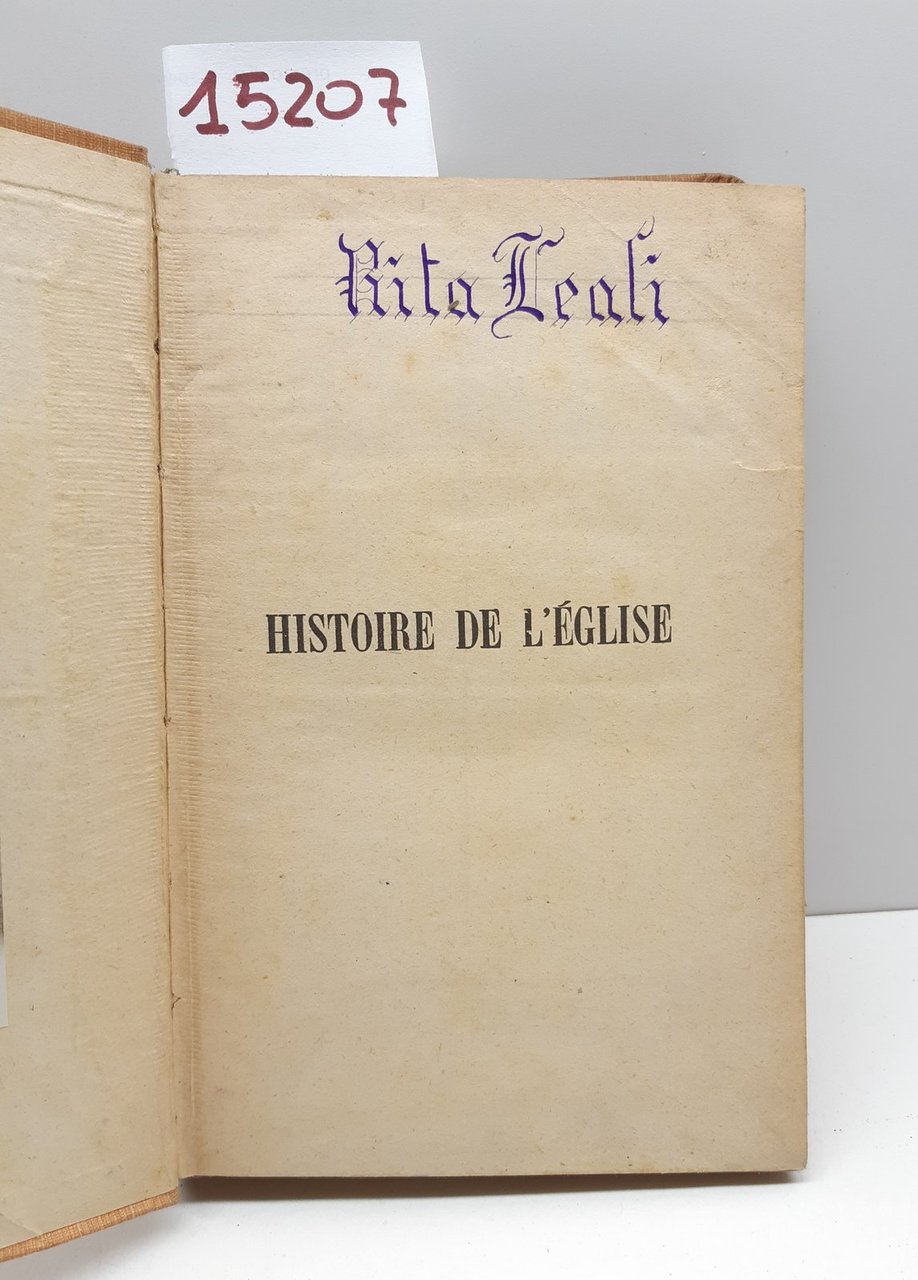 15207
Rita Leali
HISTOIRE DE L'ÉGLISE